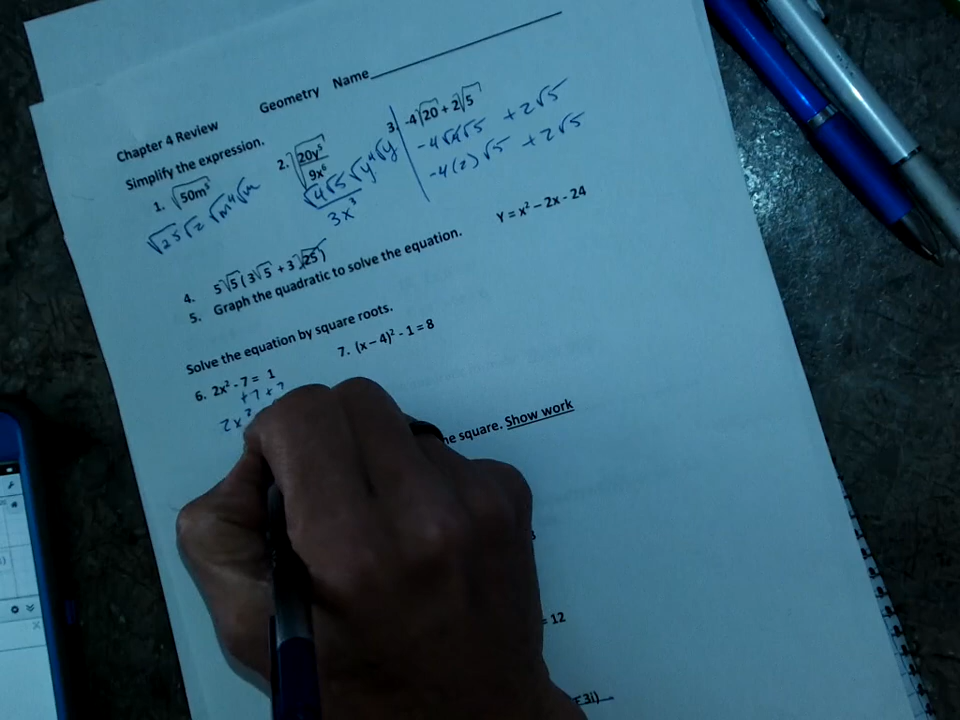 Geometry Name
Chapter 4 Review
Simplify the expression.
1. √50m⁵
2. √20y⁵/9x⁶
3. -4√20 + 2√5
√25 √2 √m⁴ √m
√4 √5 √y⁴ √y
3x³
-4√4√5 + 2√5
-4(2)√5 + 2√5
4. 5√5(3√5 + 3√25)
5. Graph the quadratic to solve the equation. Y = x² – 2x - 24
Solve the equation by square roots.
6. 2x² - 7 = 1
7. (x – 4)² - 1 = 8
+7 +7
2x²
he square. Show work
= 12
3i)